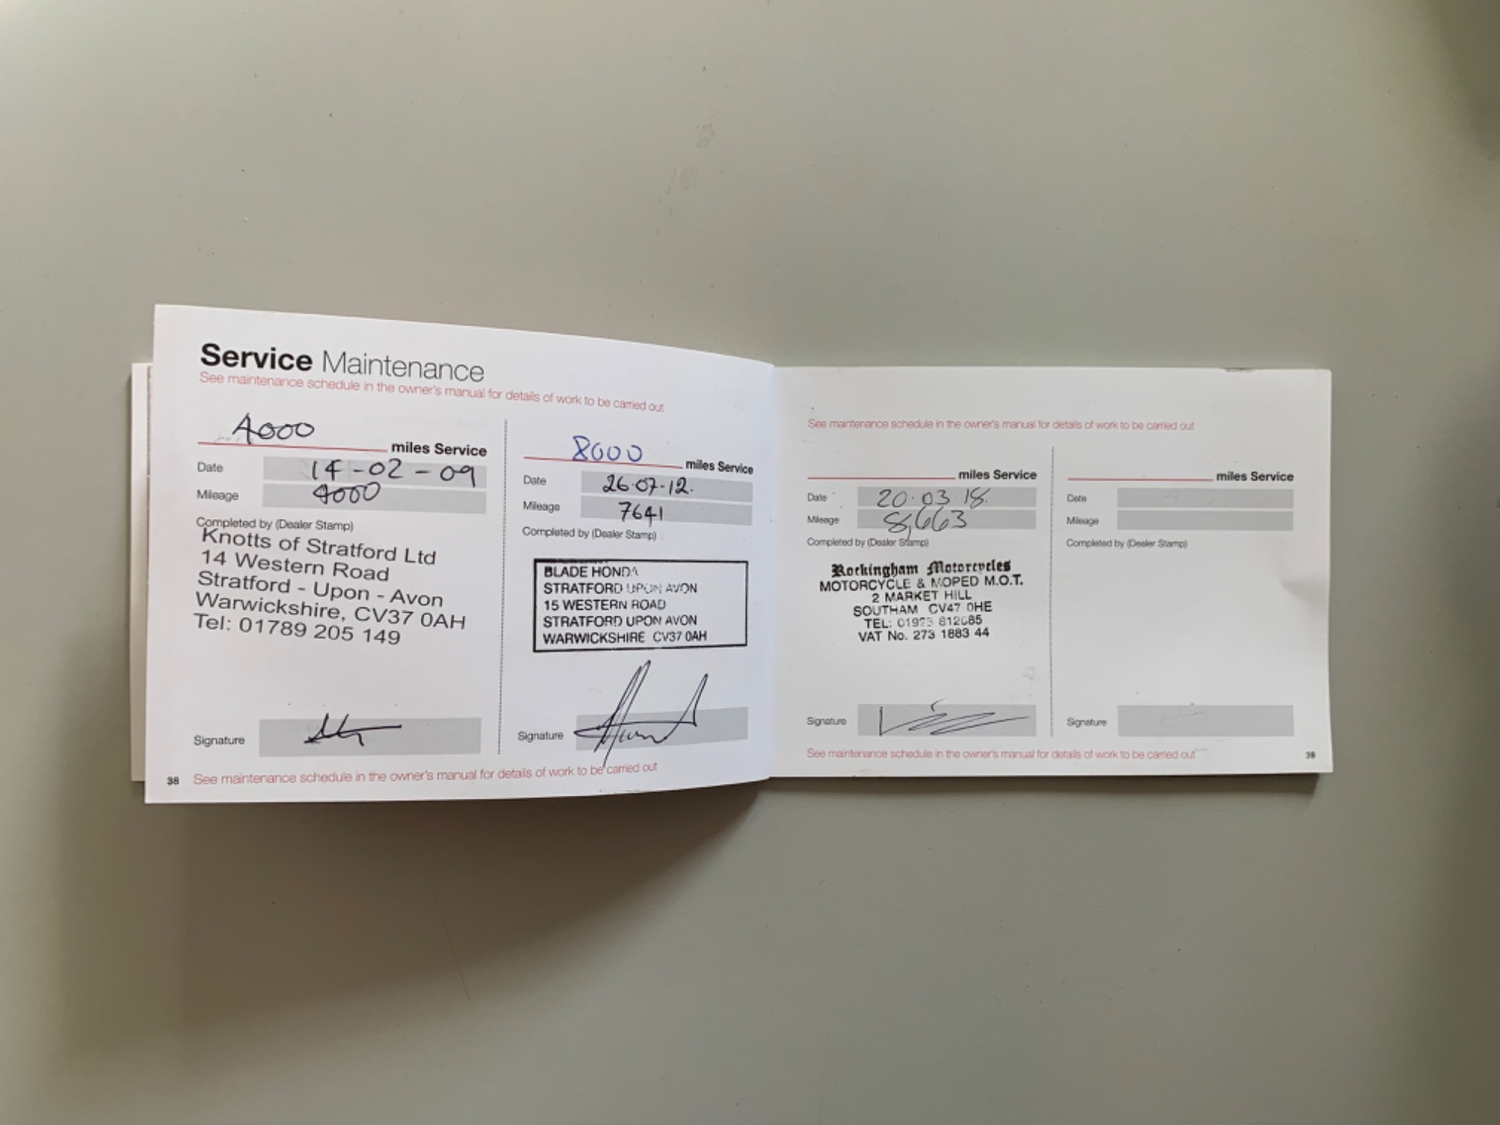 Service Maintenance
See maintenance schedule in the owner's manual for details of work to be carried out
4000
miles Service
Date 14-02-09
Mileage 4000
Completed by (Dealer Stamp)
Knotts of Stratford Ltd
14 Western Road
Stratford - Upon - Avon
Warwickshire, CV37 0AH
Tel: 01789 205 149
Signature
8000
miles Service
Date 26.07.12.
Mileage 7641
Completed by (Dealer Stamp)
BLADE HONDA
STRATFORD UPON AVON
15 WESTERN ROAD
STRATFORD UPON AVON
WARWICKSHIRE CV37 0AH
Signature
38 See maintenance schedule in the owner's manual for details of work to be carried out
See maintenance schedule in the owner's manual for details of work to be carried out
miles Service
Date 20.03.18.
Mileage 8,663
Completed by (Dealer Stamp)
Rockingham Motorcycles
MOTORCYCLE & MOPED M.O.T.
2 MARKET HILL
SOUTHAM CV47 0HE
TEL:
VAT No. 273 1883 44
Signature
miles Service
Date
Mileage
Completed by (Dealer Stamp)
Signature
See maintenance schedule in the owner's manual for details of work to be carried out
39